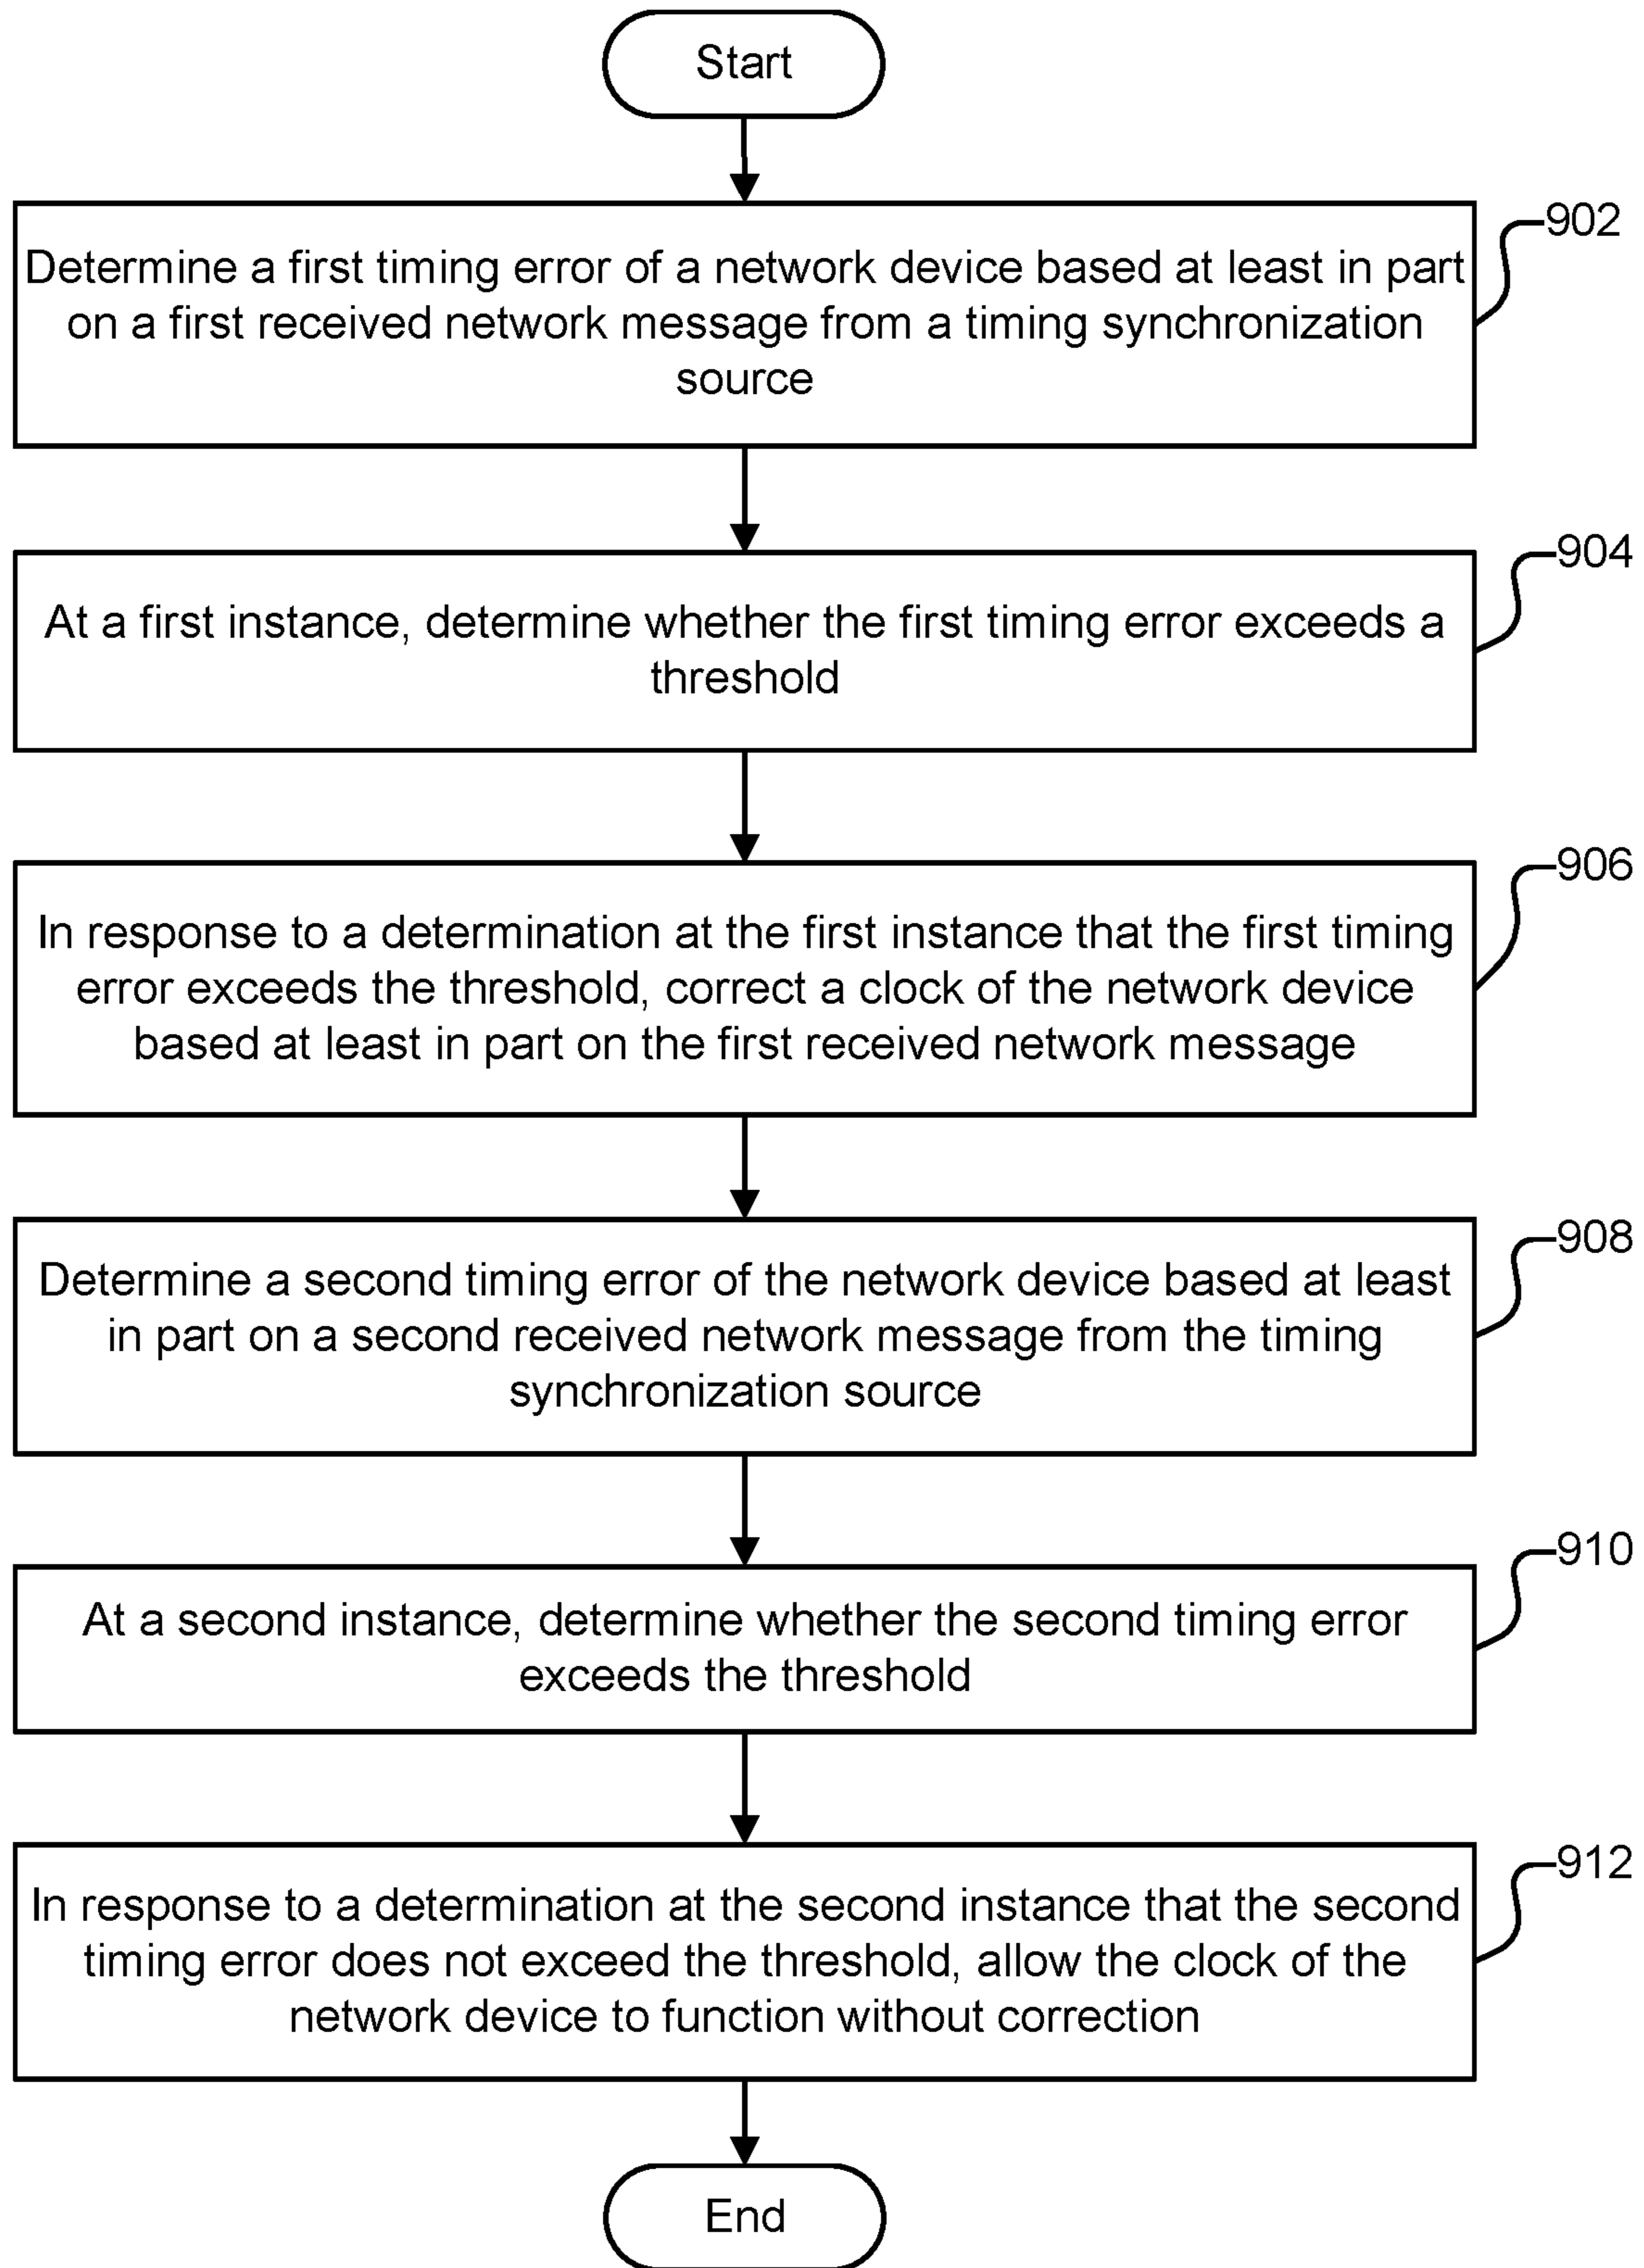 Start
902
Determine a first timing error of a network device based at least in part
on a first received network message from a timing synchronization
source
904
At a first instance, determine whether the first timing error exceeds a
threshold
906
In response to a determination at the first instance that the first timing
error exceeds the threshold, correct a clock of the network device
based at least in part on the first received network message
908
Determine a second timing error of the network device based at least
in part on a second received network message from the timing
synchronization source
910
At a second instance, determine whether the second timing error
exceeds the threshold
912
In response to a determination at the second instance that the second
timing error does not exceed the threshold, allow the clock of the
network device to function without correction
End